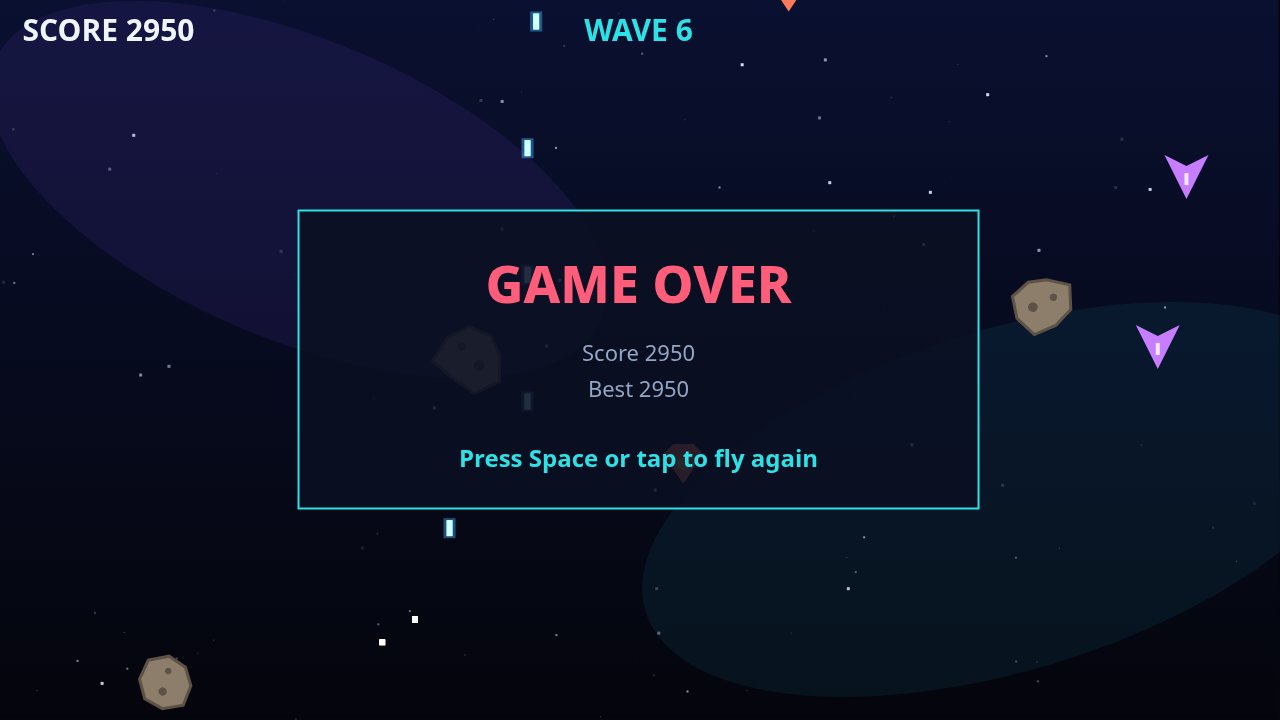 SCORE 2950
WAVE 6
GAME OVER
Score 2950
Best 2950
Press Space or tap to fly again